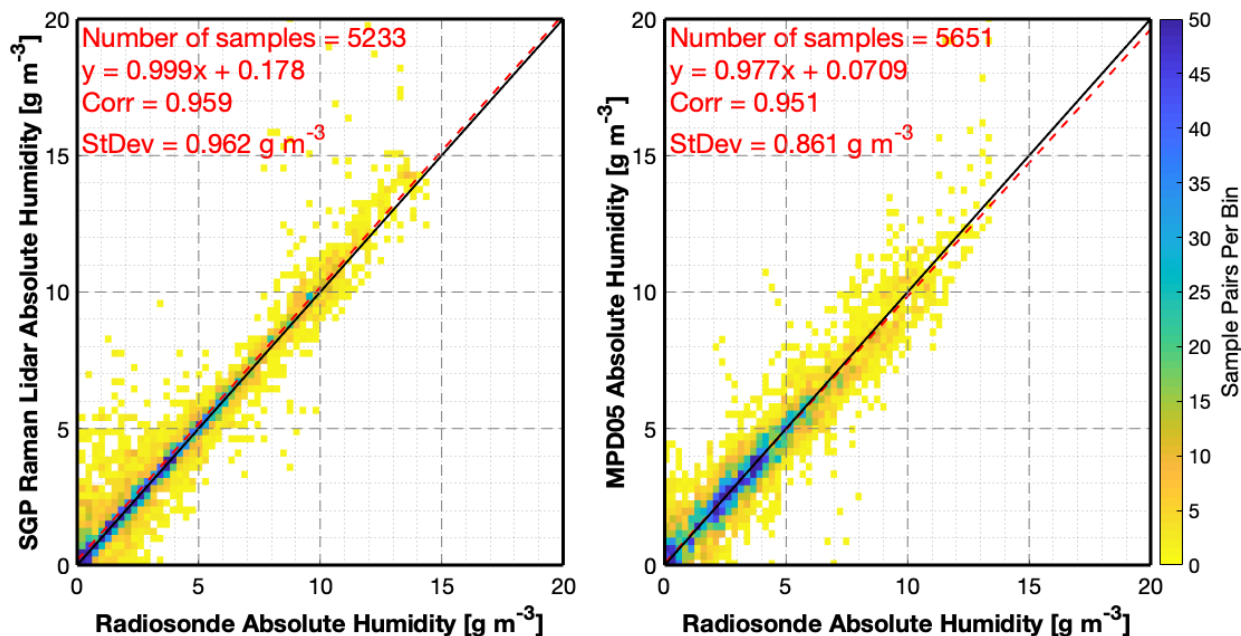 SGP Raman Lidar Absolute Humidity [g m⁻³]
20
15
10
5
0
Number of samples = 5233
y = 0.999x + 0.178
Corr = 0.959
StDev = 0.962 g m⁻³
0 5 10 15 20
Radiosonde Absolute Humidity [g m⁻³]
MPD05 Absolute Humidity [g m⁻³]
20
15
10
5
0
Number of samples = 5651
y = 0.977x + 0.0709
Corr = 0.951
StDev = 0.861 g m⁻³
0 5 10 15 20
Radiosonde Absolute Humidity [g m⁻³]
50
45
40
35
30
25
20
15
10
5
0
Sample Pairs Per Bin